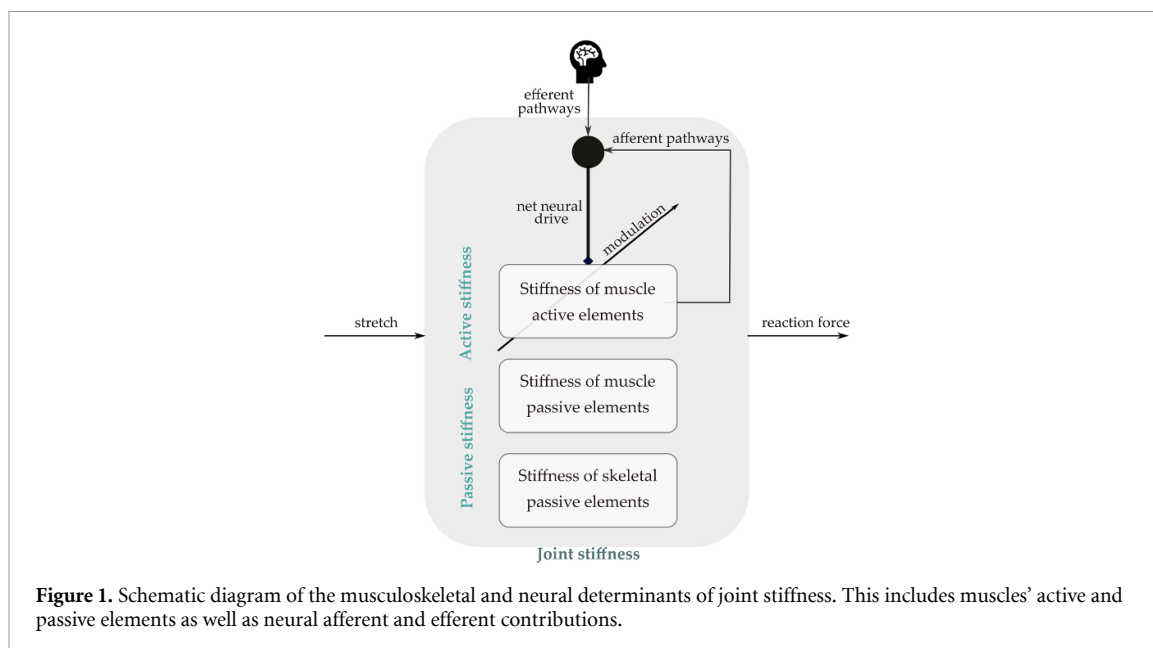 efferent
pathways
afferent pathways
net neural
drive
modulation
Active stiffness
Stiffness of muscle
active elements
stretch
reaction force
Passive stiffness
Stiffness of muscle
passive elements
Stiffness of skeletal
passive elements
Joint stiffness
Figure 1. Schematic diagram of the musculoskeletal and neural determinants of joint stiffness. This includes muscles’ active and
passive elements as well as neural afferent and efferent contributions.